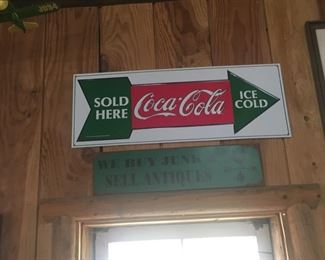 SOLD HERE
Coca-Cola
ICE COLD
WE BUY JUNK
SELL ANTIQUES